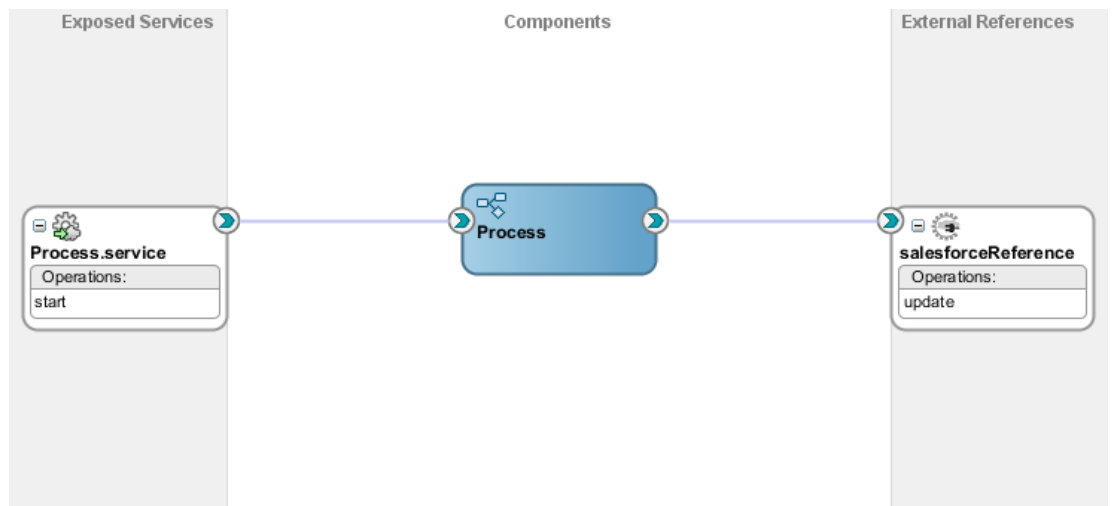 Exposed Services
Components
External References
Process.service
Operations:
start
Process
salesforceReference
Operations:
update